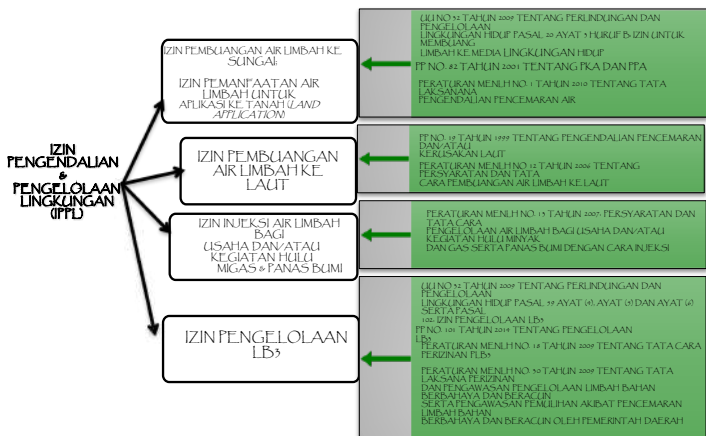 IZIN
PENGENDALIAN
&
PENGELOLAAN
LINGKUNGAN
(IPPL)
IZIN PEMBUANGAN AIR LIMBAH KE
SUNGAI;
IZIN PEMANFAATAN AIR
LIMBAH UNTUK
APLIKASI KE TANAH (LAND
APPLICATION)
UU NO 32 TAHUN 2009 TENTANG PERLINDUNGAN DAN
PENGELOLAAN
LINGKUNGAN HIDUP PASAL 20 AYAT 3 HURUF B: IZIN UNTUK
MEMBUANG
LIMBAH KE MEDIA LINGKUNGAN HIDUP
PP NO. 82 TAHUN 2001 TENTANG PKA DAN PPA
PERATURAN MENLH NO. 1 TAHUN 2010 TENTANG TATA
LAKSANANA
PENGENDALIAN PENCEMARAN AIR
IZIN PEMBUANGAN
AIR LIMBAH KE
LAUT
PP NO. 19 TAHUN 1999 TENTANG PENGENDALIAN PENCEMARAN
DAN/ATAU
KERUSAKAN LAUT
PERATURAN MENLH NO 12 TAHUN 2006 TENTANG
PERSYARATAN DAN TATA
CARA PEMBUANGAN AIR LIMBAH KE LAUT
IZIN INJEKSI AIR LIMBAH
BAGI
USAHA DAN/ATAU
KEGIATAN HULU
MIGAS & PANAS BUMI
PERATURAN MENLH NO. 13 TAHUN 2007: PERSYARATAN DAN
TATA CARA
PENGELOLAAN AIR LIMBAH BAGI USAHA DAN/ATAU
KEGIATAN HULU MINYAK
DAN GAS SERTA PANAS BUMI DENGAN CARA INJEKSI
IZIN PENGELOLAAN
LB3
UU NO 32 TAHUN 2009 TENTANG PERLINDUNGAN DAN
PENGELOLAAN
LINGKUNGAN HIDUP PASAL 59 AYAT (4), AYAT (5) DAN AYAT (6)
SERTA PASAL
102: IZIN PENGELOLAAN LB3
PP NO. 101 TAHUN 2014 TENTANG PENGELOLAAN
LB3
PERATURAN MENLH NO. 18 TAHUN 2009 TENTANG TATA CARA
PERIZINAN PLB3
PERATURAN MENLH NO. 30 TAHUN 2009 TENTANG TATA
LAKSANA PERIZINAN
DAN PENGAWASAN PENGELOLAAN LIMBAH BAHAN
BERBAHAYA DAN BERACUN
SERTA PENGAWASAN PEMULIHAN AKIBAT PENCEMARAN
LIMBAH BAHAN
BERBAHAYA DAN BERACUN OLEH PEMERINTAH DAERAH